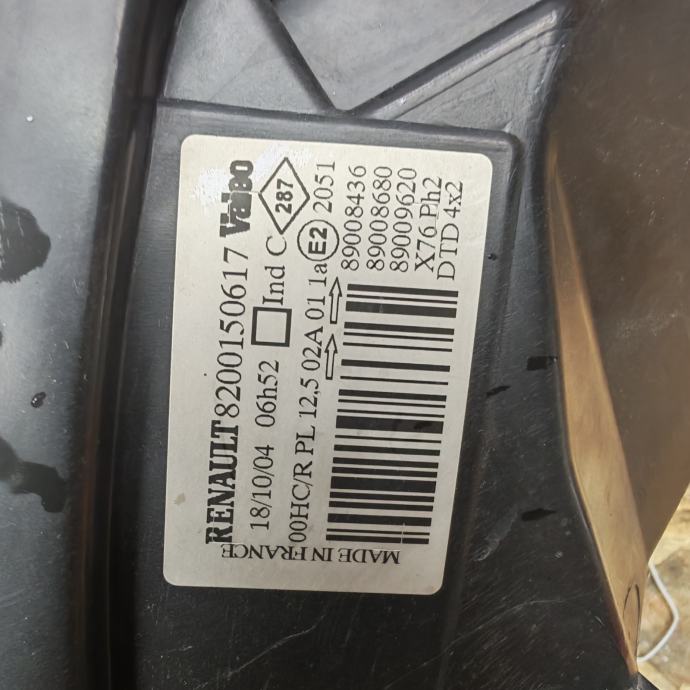 RENAULT 8200150617 Valeo
18/10/04 06h52 Ind C 287
00HC/R PL 12,5 02A 01 1a E2 2051
89008436
89008680
89009620
X76 Ph2
DTD 4x2
MADE IN FRANCE